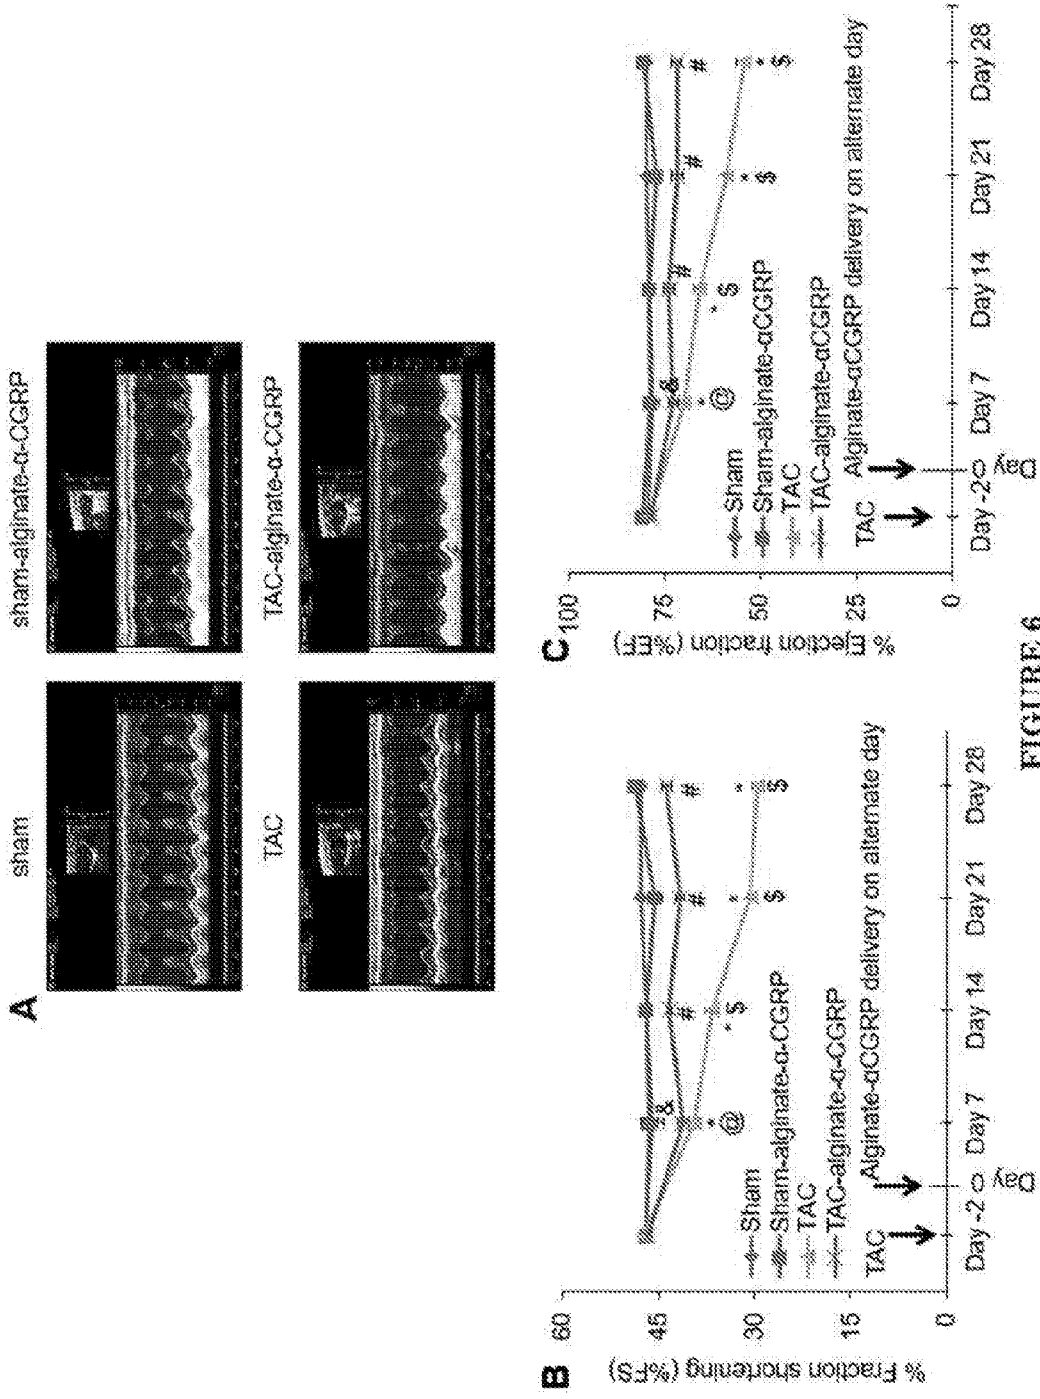 A
sham
sham-alginate-α-CGRP
TAC
TAC-alginate-α-CGRP
B
% Fraction shortening (%FS)
60
45
30
15
0
&
@
*
* $
#
* $
#
* $
#
Sham
Sham-alginate-α-CGRP
TAC
TAC-alginate-α-CGRP
TAC
Alginate-αCGRP delivery on alternate day
Day -2
Day 0
Day 7
Day 14
Day 21
Day 28
C
% Ejection fraction (%EF)
100
75
50
25
0
&
*
@
#
* $
#
* $
#
* $
Sham
Sham-alginate-αCGRP
TAC
TAC-alginate-αCGRP
TAC
Alginate-αCGRP delivery on alternate day
Day -2
Day 0
Day 7
Day 14
Day 21
Day 28
FIGURE 6